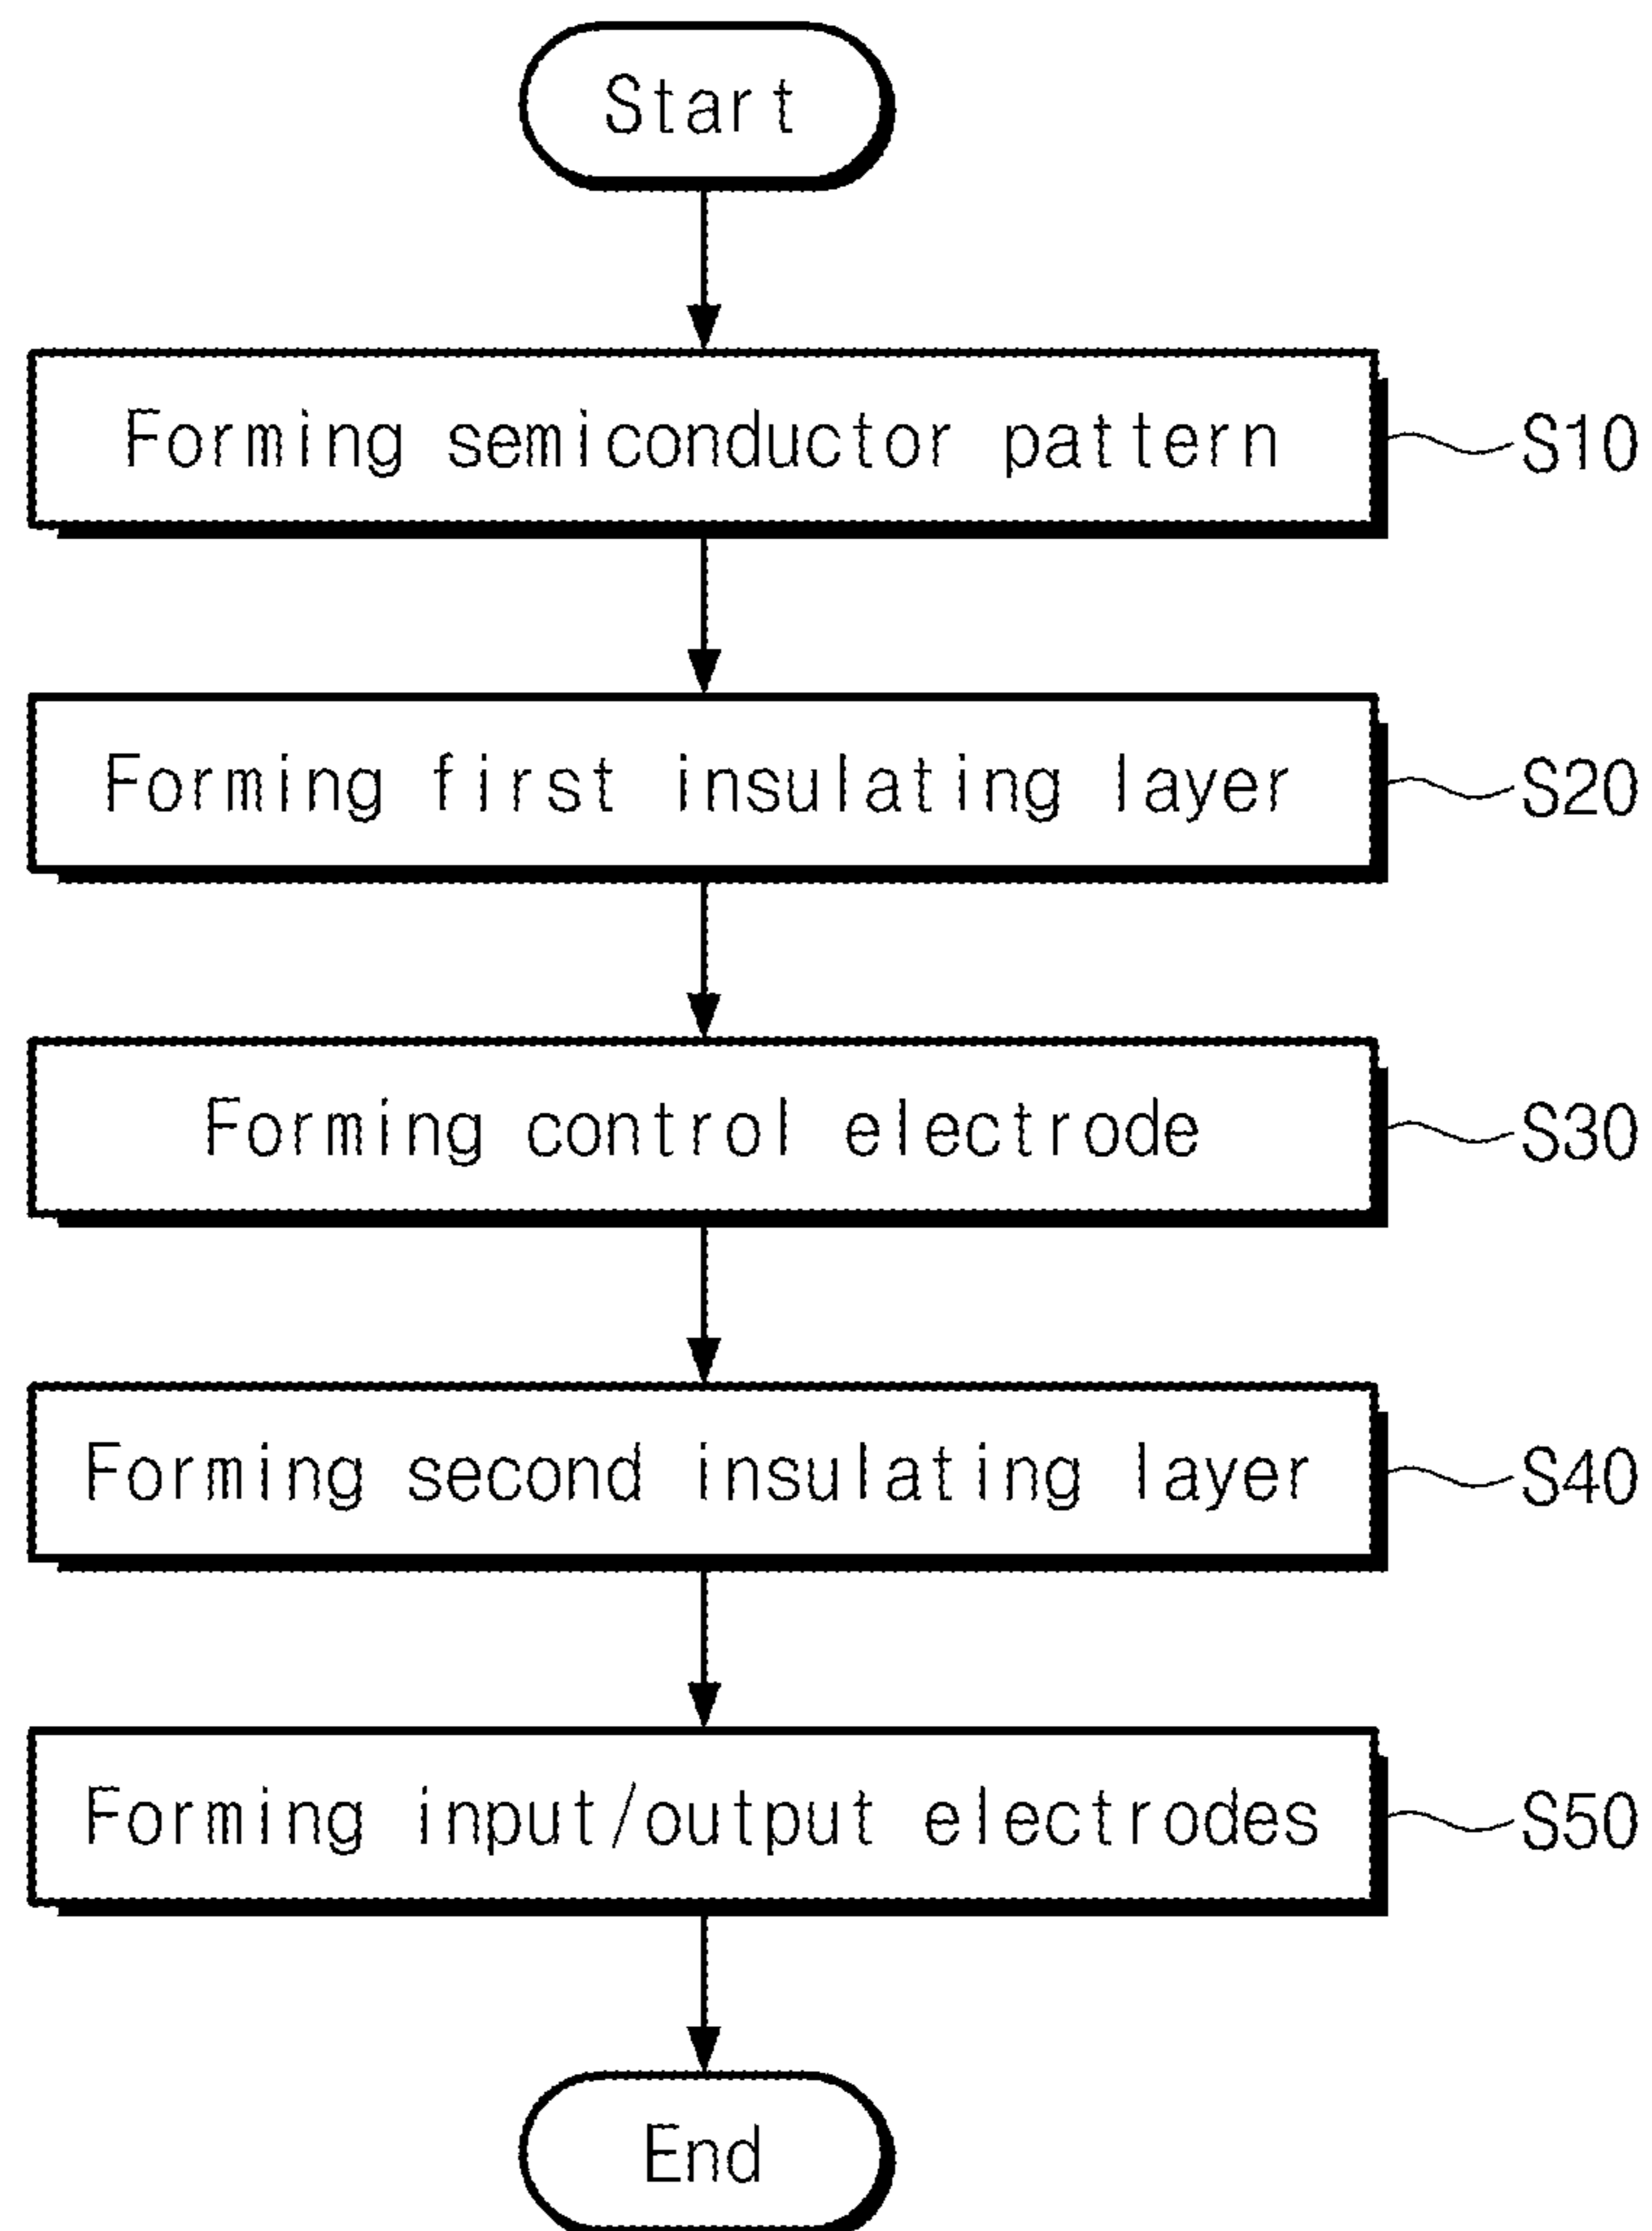 Start
Forming semiconductor pattern S10
Forming first insulating layer S20
Forming control electrode S30
Forming second insulating layer S40
Forming input/output electrodes S50
End